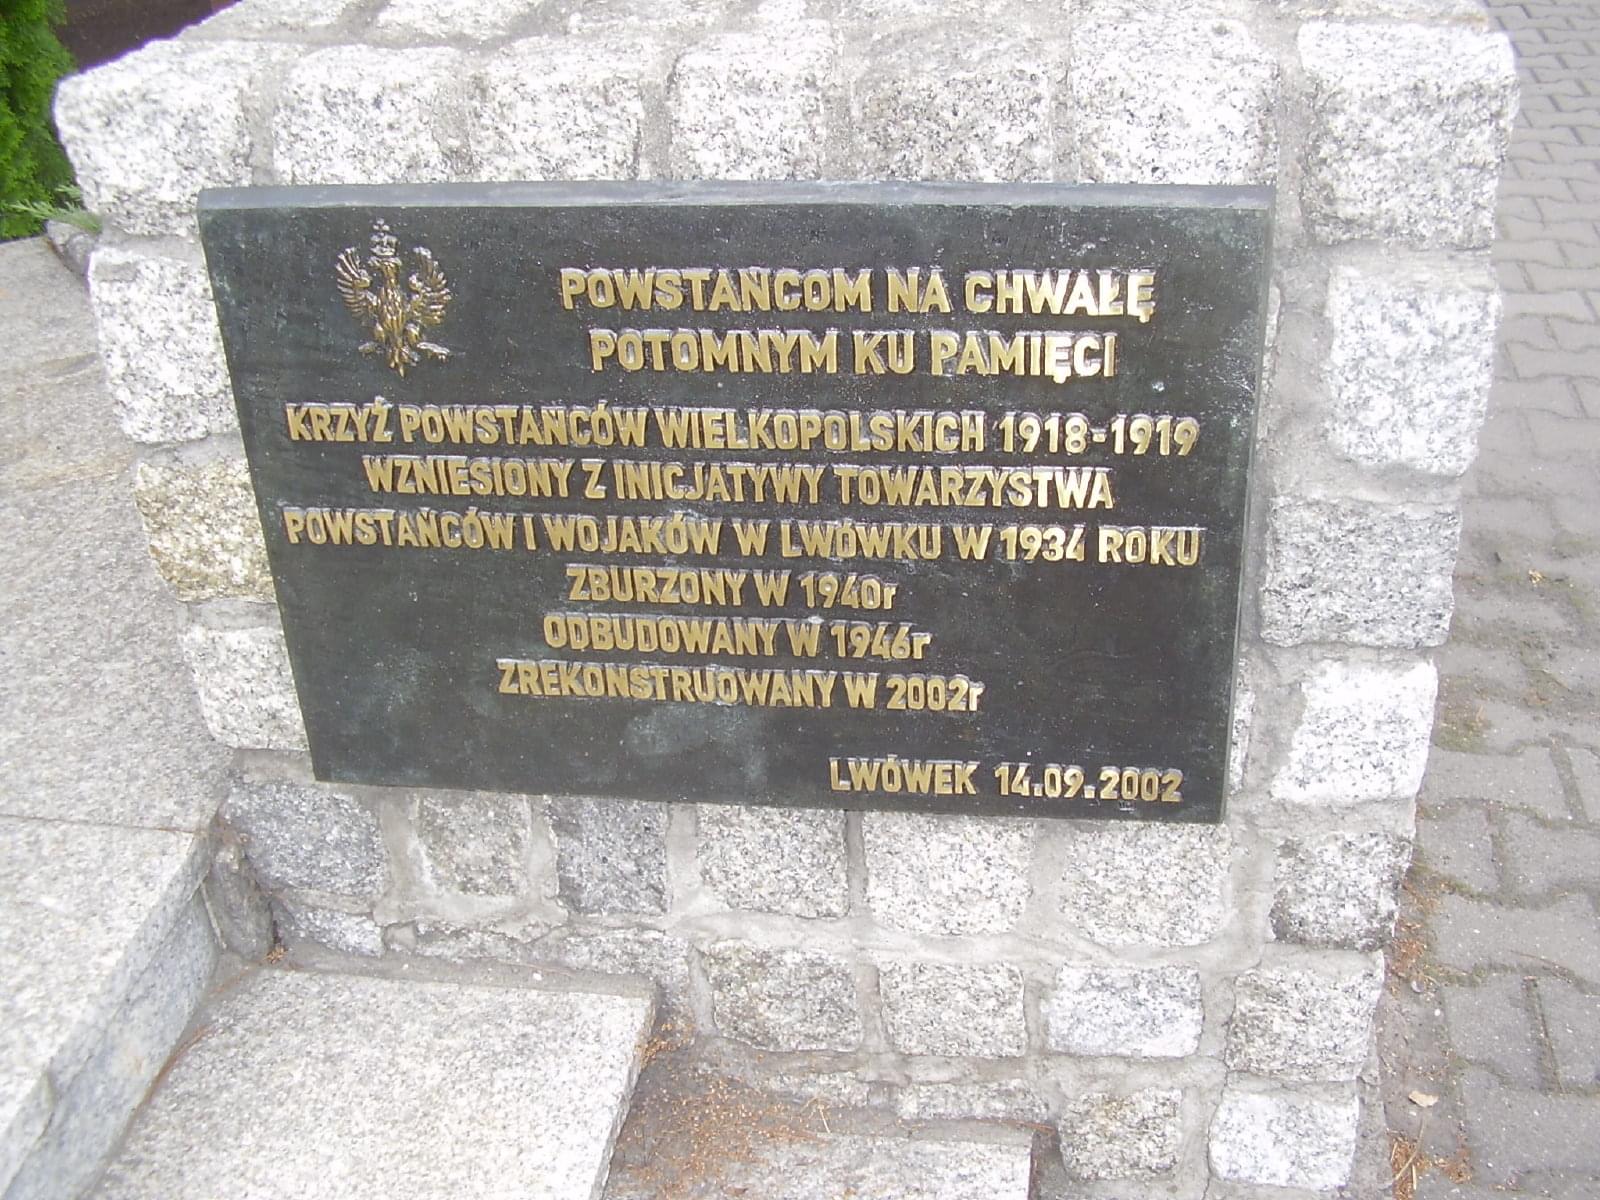 POWSTAŃCOM NA CHWAŁĘ
POTOMNYM KU PAMIĘCI
KRZYŻ POWSTAŃCÓW WIELKOPOLSKICH 1918-1919
WZNIESIONY Z INICJATYWY TOWARZYSTWA
POWSTAŃCÓW I WOJAKÓW W LWÓWKU W 1934 ROKU
ZBURZONY W 1940r
ODBUDOWANY W 1946r
ZREKONSTRUOWANY W 2002r
LWÓWEK 14.09.2002